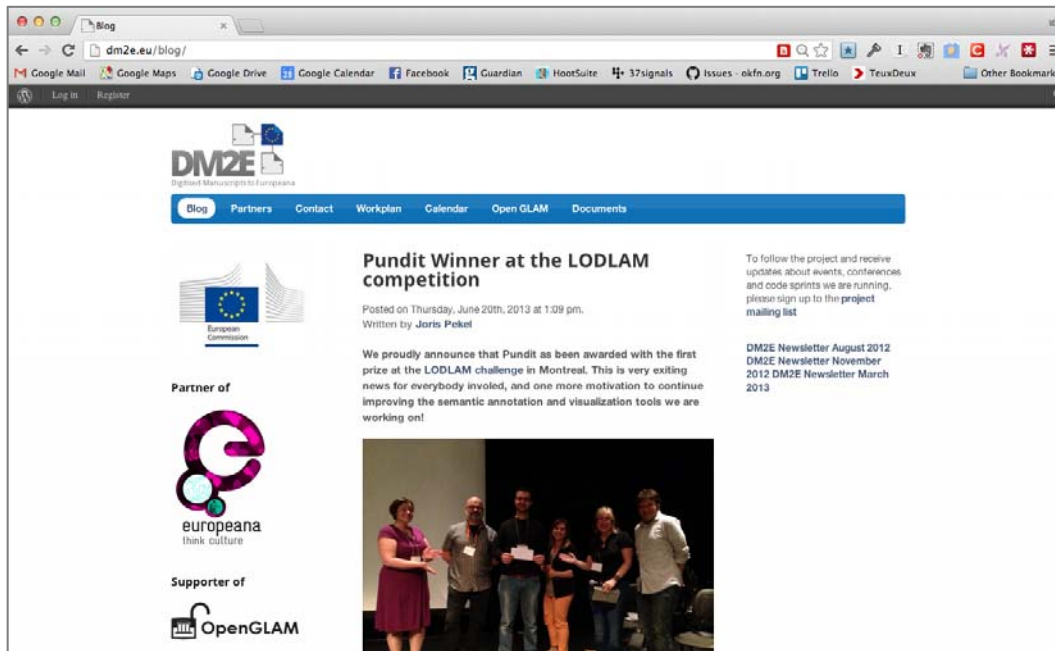 Blog
dm2e.eu/blog/
Google Mail Google Maps Google Drive Google Calendar Facebook Guardian HootSuite 37signals Issues - okfn.org Trello TeuxDeux Other Bookmark
Log in Register
DM2E
Digitised Manuscripts to Europeana
Blog Partners Contact Workplan Calendar Open GLAM Documents
European
Commission
Partner of
europeana
think culture
Supporter of
OpenGLAM
Pundit Winner at the LODLAM
competition
Posted on Thursday, June 20th, 2013 at 1:09 pm.
Written by Joris Pekel
We proudly announce that Pundit as been awarded with the first
prize at the LODLAM challenge in Montreal. This is very exiting
news for everybody involed, and one more motivation to continue
improving the semantic annotation and visualization tools we are
working on!
To follow the project and receive
updates about events, conferences
and code sprints we are running,
please sign up to the project
mailing list
DM2E Newsletter August 2012
DM2E Newsletter November
2012 DM2E Newsletter March
2013